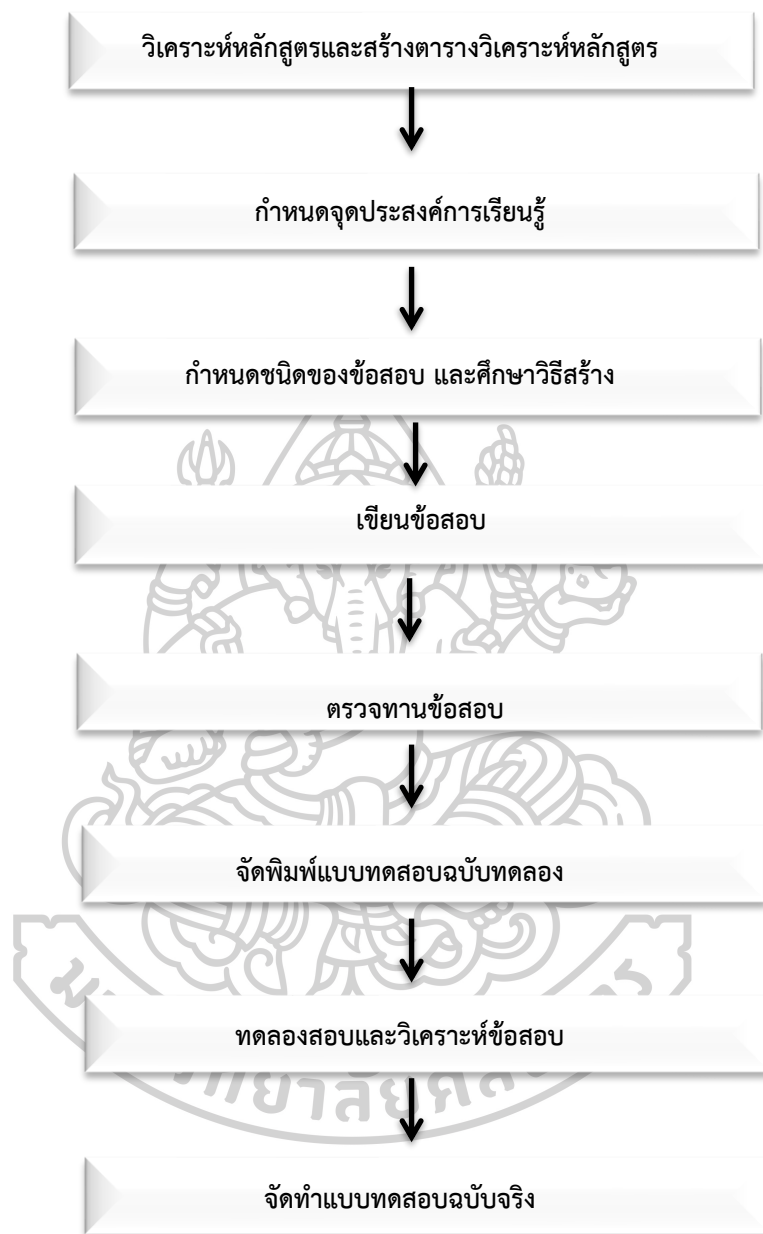 วิเคราะห์หลักสูตรและสร้างตารางวิเคราะห์หลักสูตร
กำหนดจุดประสงค์การเรียนรู้
กำหนดชนิดของข้อสอบ และศึกษาวิธีสร้าง
เขียนข้อสอบ
ตรวจทานข้อสอบ
จัดพิมพ์แบบทดสอบฉบับทดลอง
ทดลองสอบและวิเคราะห์ข้อสอบ
จัดทำแบบทดสอบฉบับจริง